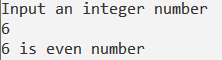 Input an integer number
6
6 is even number